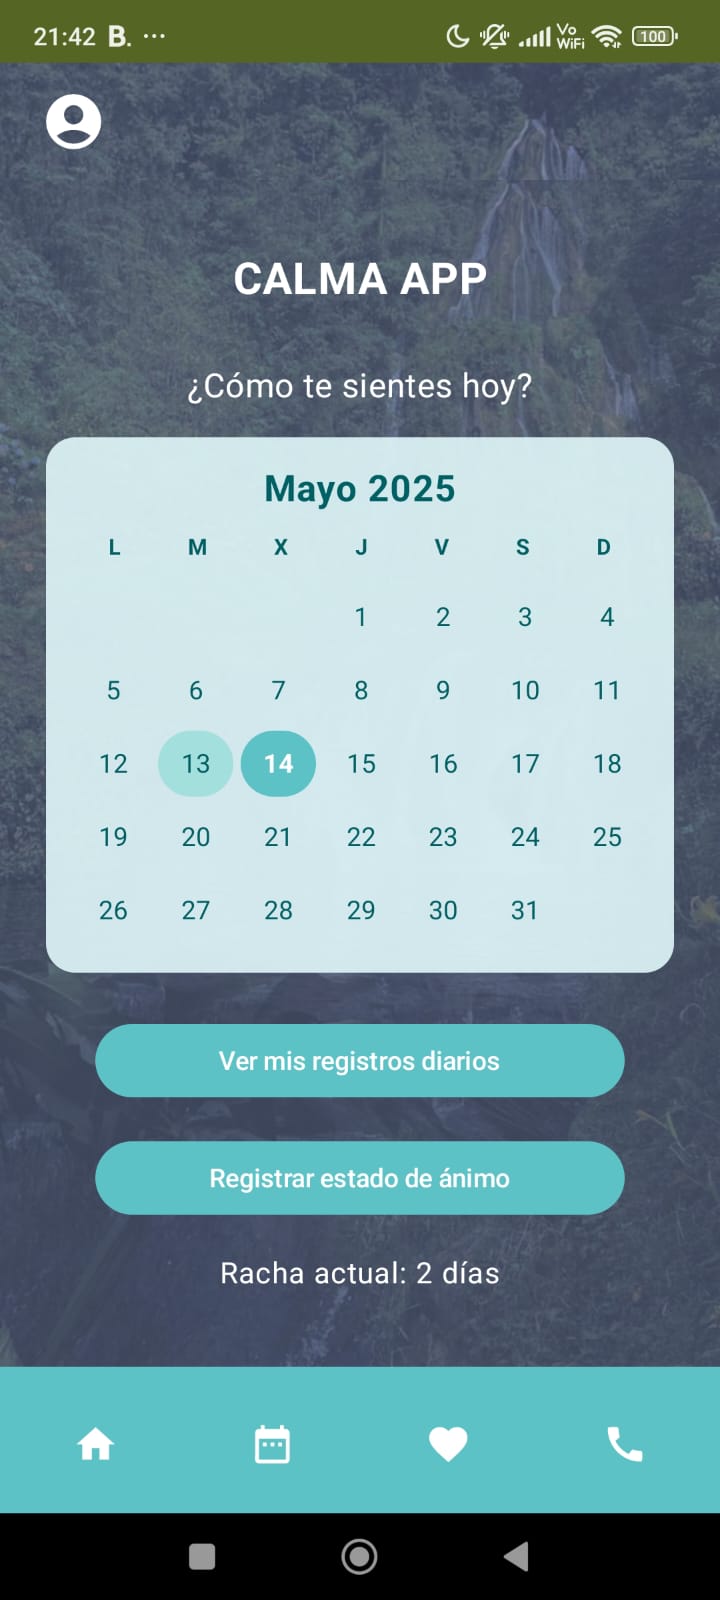 21:42 B. ... Vo WiFi 100
CALMA APP
¿Cómo te sientes hoy?
Mayo 2025
L M X J V S D
1 2 3 4
5 6 7 8 9 10 11
12 13 14 15 16 17 18
19 20 21 22 23 24 25
26 27 28 29 30 31
Ver mis registros diarios
Registrar estado de ánimo
Racha actual: 2 días